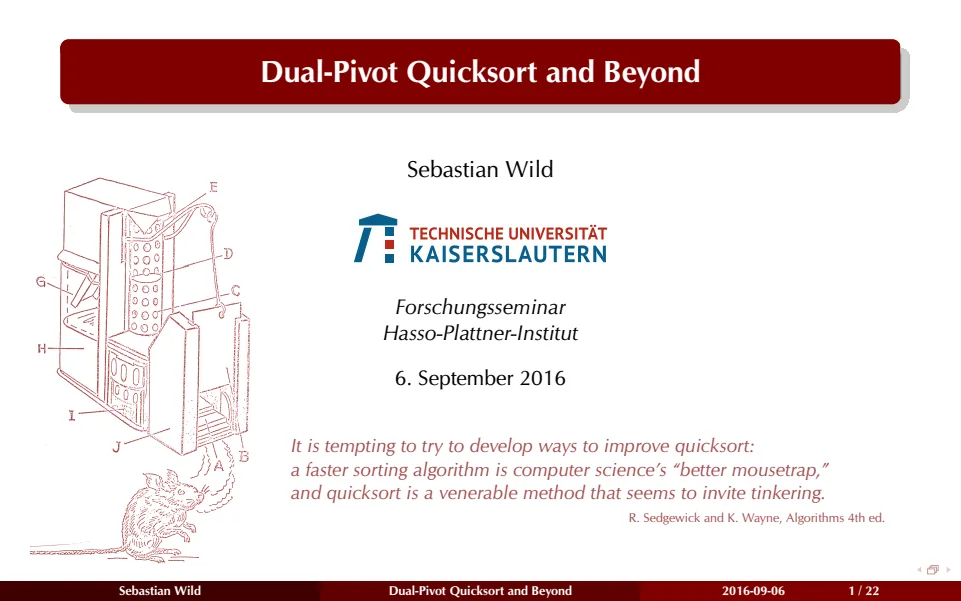 Dual-Pivot Quicksort and Beyond
Sebastian Wild
TECHNISCHE UNIVERSITÄT
KAISERSLAUTERN
Forschungsseminar
Hasso-Plattner-Institut
6. September 2016
E
D
C
G
H
I
J
A
B
It is tempting to try to develop ways to improve quicksort:
a faster sorting algorithm is computer science’s “better mousetrap,”
and quicksort is a venerable method that seems to invite tinkering.
R. Sedgewick and K. Wayne, Algorithms 4th ed.
Sebastian Wild Dual-Pivot Quicksort and Beyond 2016-09-06 1 / 22